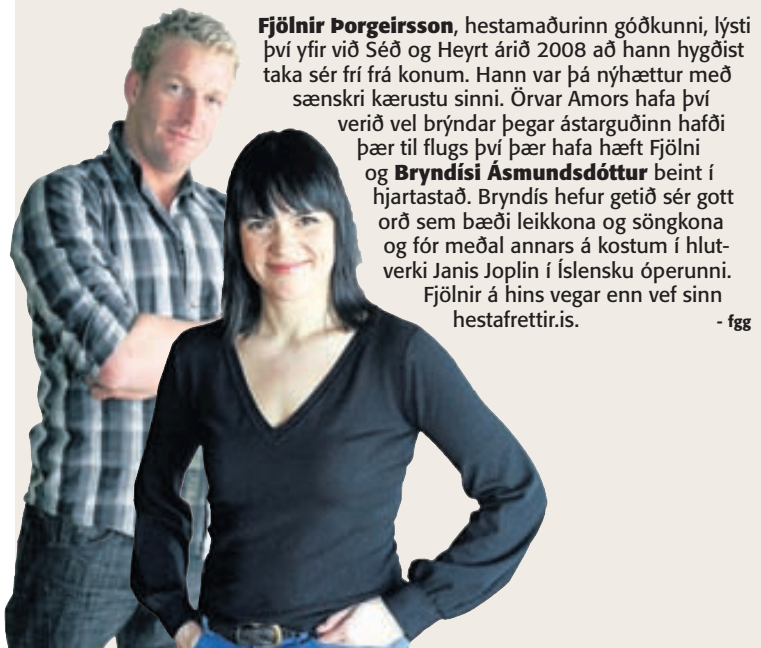 Fjölnir Þorgeirsson, hestamaðurinn góðkunni, lýsti
því yfir við Séð og Heyrt árið 2008 að hann hygðist
taka sér frí frá konum. Hann var þá nýhættur með
sænskri kærustu sinni. Örvar Amors hafa því
verið vel brýndar þegar ástarguðinn hafði
þær til flugs því þær hafa hæft Fjölni
og Bryndísi Ásmundsdóttur beint í
hjartastað. Bryndís hefur getið sér gott
orð sem bæði leikkona og söngkona
og fór meðal annars á kostum í hlut-
verki Janis Joplin í Íslensku óperunni.
Fjölnir á hins vegar enn vef sinn
hestafrettir.is. - fgg